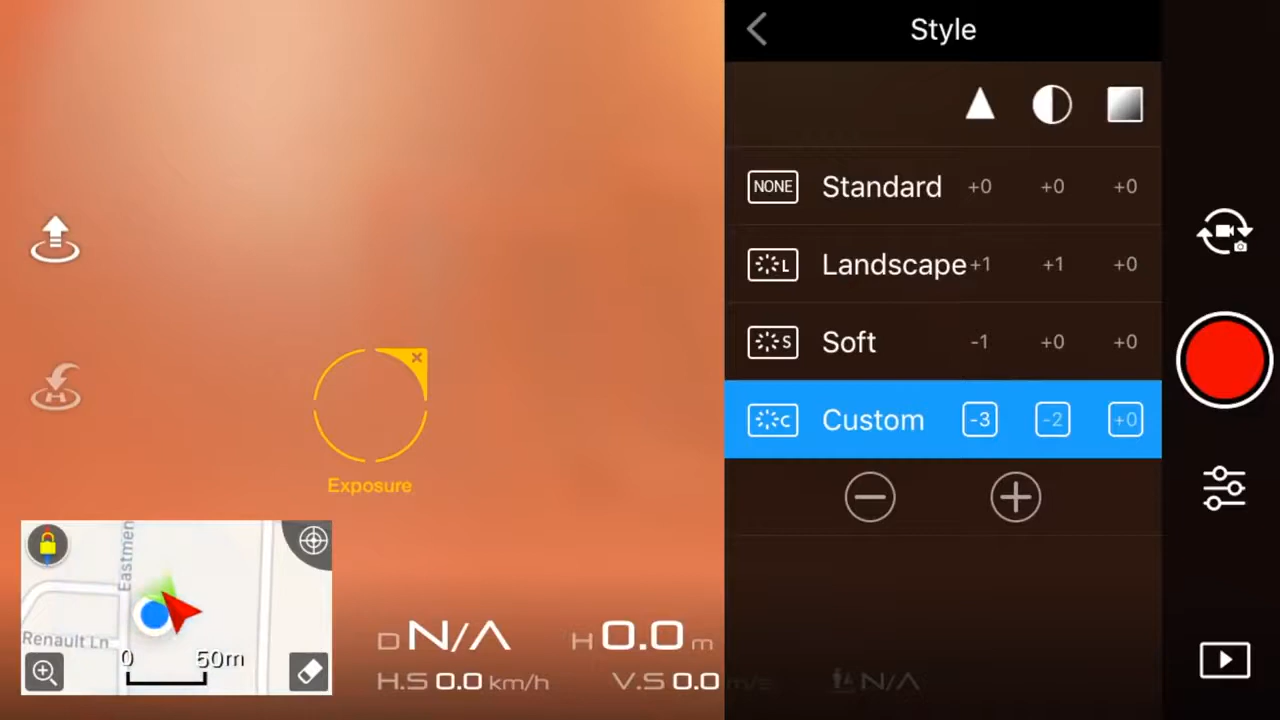 Style
NONE Standard +0 +0 +0
L Landscape +1 +1 +0
S Soft -1 +0 +0
C Custom -3 -2 +0
Exposure
Eastmen
Renault Ln
0 50m
D N/A H 0.0 m
H.S 0.0 km/h V.S 0.0 m/s N/A